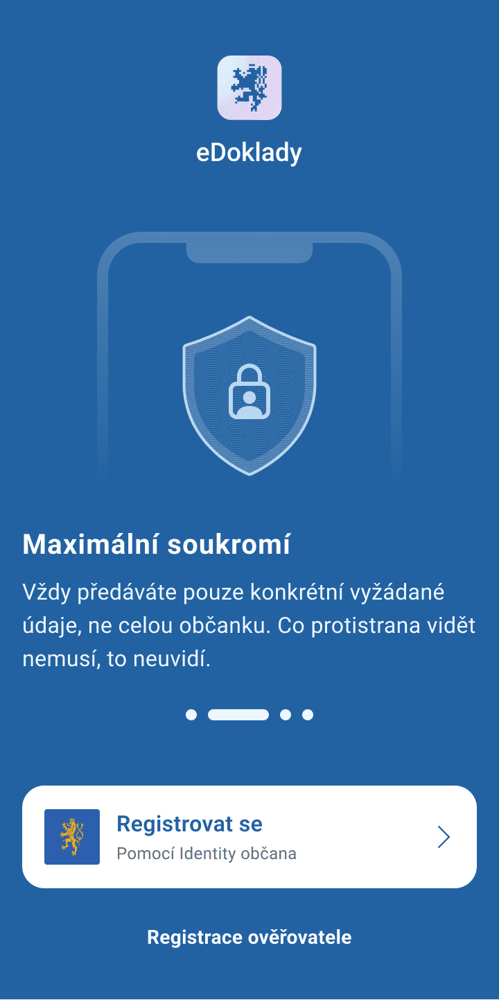 eDoklady
Maximální soukromí
Vždy předáváte pouze konkrétní vyžádané
údaje, ne celou občanku. Co protistrana vidět
nemusí, to neuvidí.
Registrovat se
Pomocí Identity občana
Registrace ověřovatele